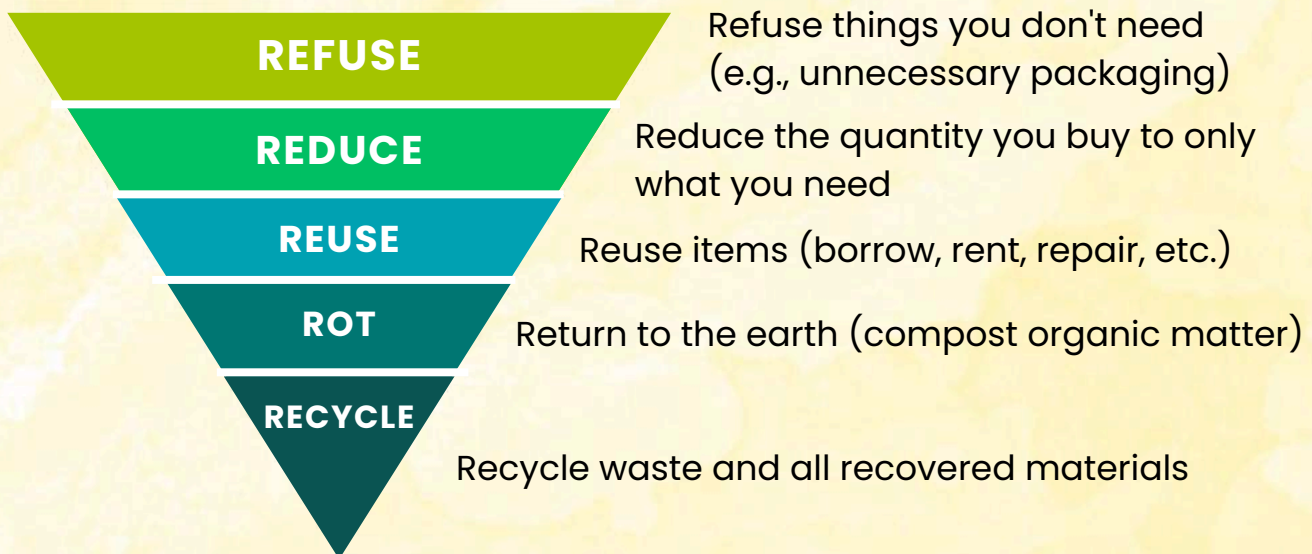 REFUSE
Refuse things you don't need
(e.g., unnecessary packaging)
REDUCE
Reduce the quantity you buy to only
what you need
REUSE
Reuse items (borrow, rent, repair, etc.)
ROT
Return to the earth (compost organic matter)
RECYCLE
Recycle waste and all recovered materials